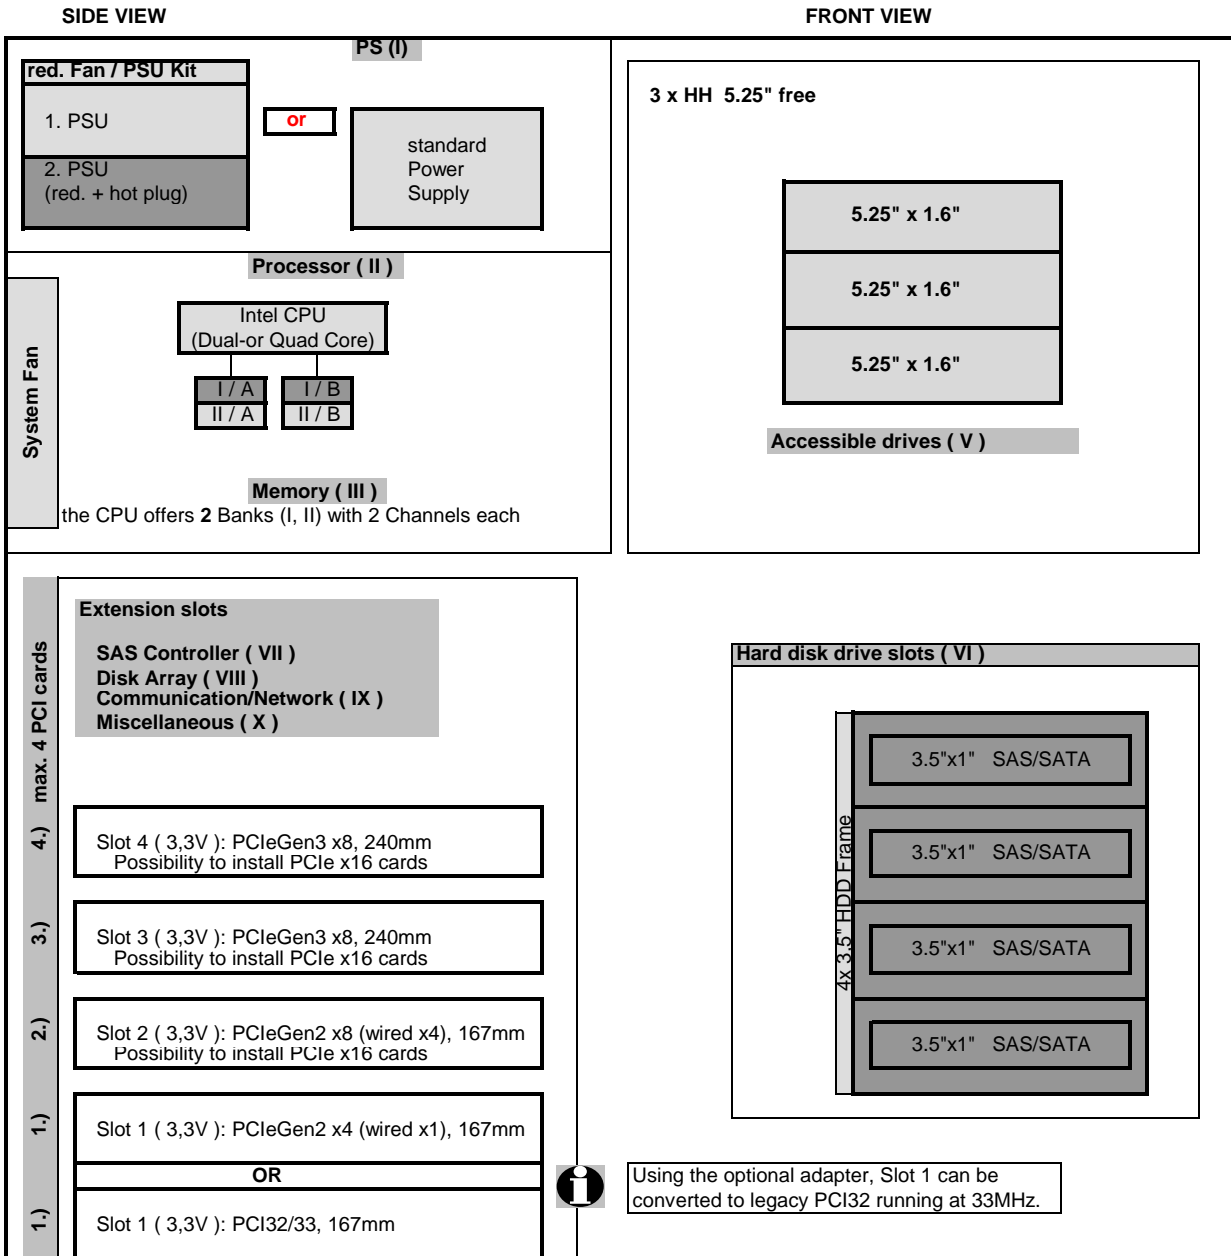 SIDE VIEW
FRONT VIEW
PS (I)
red. Fan / PSU Kit
1. PSU
2. PSU
(red. + hot plug)
or
standard
Power
Supply
3 x HH 5.25" free
5.25" x 1.6"
5.25" x 1.6"
5.25" x 1.6"
Accessible drives ( V )
System Fan
Processor ( II )
Intel CPU
(Dual-or Quad Core)
I / A
I / B
II / A
II / B
Memory ( III )
the CPU offers 2 Banks (I, II) with 2 Channels each
max. 4 PCI cards
Extension slots
SAS Controller ( VII )
Disk Array ( VIII )
Communication/Network ( IX )
Miscellaneous ( X )
4.)
Slot 4 ( 3,3V ): PCIeGen3 x8, 240mm
Possibility to install PCIe x16 cards
3.)
Slot 3 ( 3,3V ): PCIeGen3 x8, 240mm
Possibility to install PCIe x16 cards
2.)
Slot 2 ( 3,3V ): PCIeGen2 x8 (wired x4), 167mm
Possibility to install PCIe x16 cards
1.)
Slot 1 ( 3,3V ): PCIeGen2 x4 (wired x1), 167mm
OR
1.)
Slot 1 ( 3,3V ): PCI32/33, 167mm
Hard disk drive slots ( VI )
4x 3.5" HDD Frame
3.5"x1" SAS/SATA
3.5"x1" SAS/SATA
3.5"x1" SAS/SATA
3.5"x1" SAS/SATA
i
Using the optional adapter, Slot 1 can be
converted to legacy PCI32 running at 33MHz.